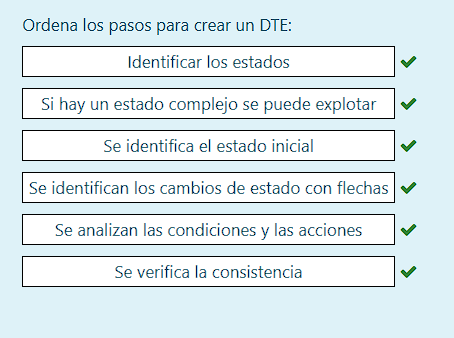 Ordena los pasos para crear un DTE:
Identificar los estados
Si hay un estado complejo se puede explotar
Se identifica el estado inicial
Se identifican los cambios de estado con flechas
Se analizan las condiciones y las acciones
Se verifica la consistencia